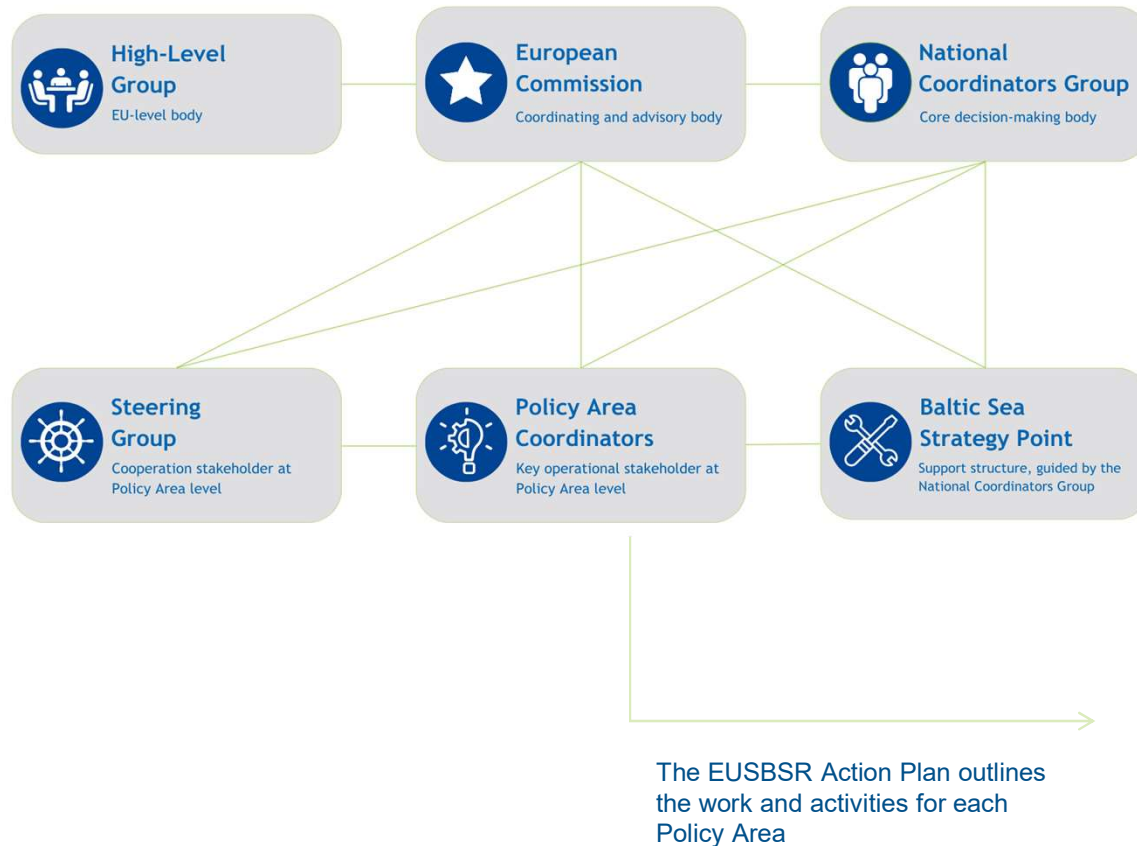 High-Level
Group
EU-level body
European
Commission
Coordinating and advisory body
National
Coordinators Group
Core decision-making body
Steering
Group
Cooperation stakeholder at
Policy Area level
Policy Area
Coordinators
Key operational stakeholder at
Policy Area level
Baltic Sea
Strategy Point
Support structure, guided by the
National Coordinators Group
The EUSBSR Action Plan outlines
the work and activities for each
Policy Area